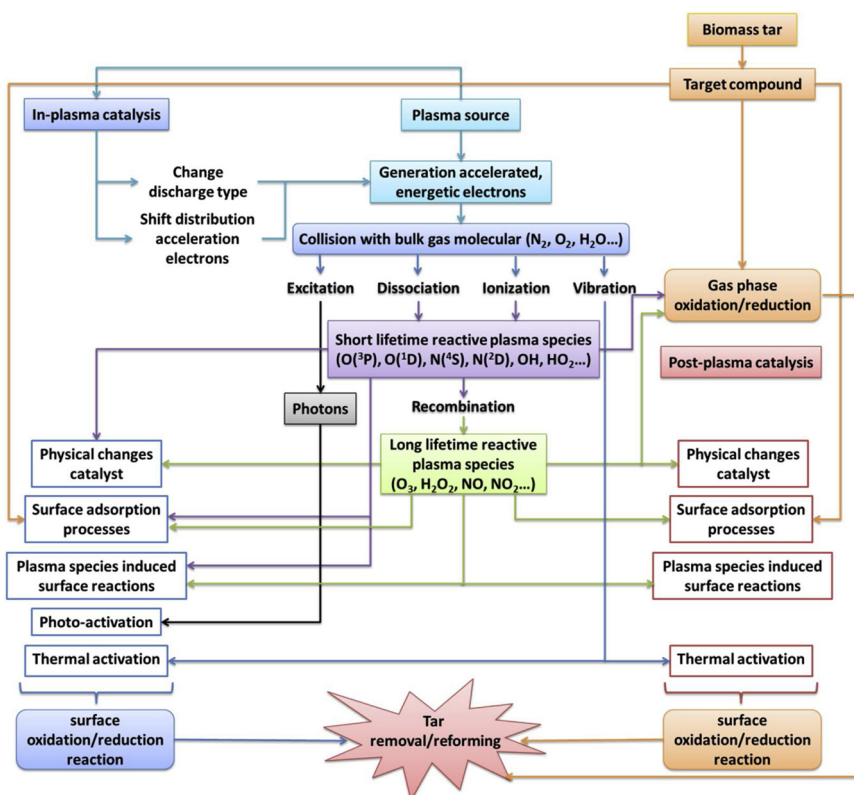 Biomass tar
Target compound
In-plasma catalysis
Plasma source
Change
discharge type
Generation accelerated,
energetic electrons
Shift distribution
acceleration
electrons
Collision with bulk gas molecular (N₂, O₂, H₂O...)
Excitation
Dissociation
Ionization
Vibration
Gas phase
oxidation/reduction
Short lifetime reactive plasma species
(O(³P), O(¹D), N(⁴S), N(²D), OH, HO₂...)
Post-plasma catalysis
Photons
Recombination
Physical changes
catalyst
Long lifetime reactive
plasma species
(O₃, H₂O₂, NO, NO₂...)
Physical changes
catalyst
Surface adsorption
processes
Surface adsorption
processes
Plasma species induced
surface reactions
Plasma species induced
surface reactions
Photo-activation
Thermal activation
Thermal activation
surface
oxidation/reduction
reaction
Tar
removal/reforming
surface
oxidation/reduction
reaction